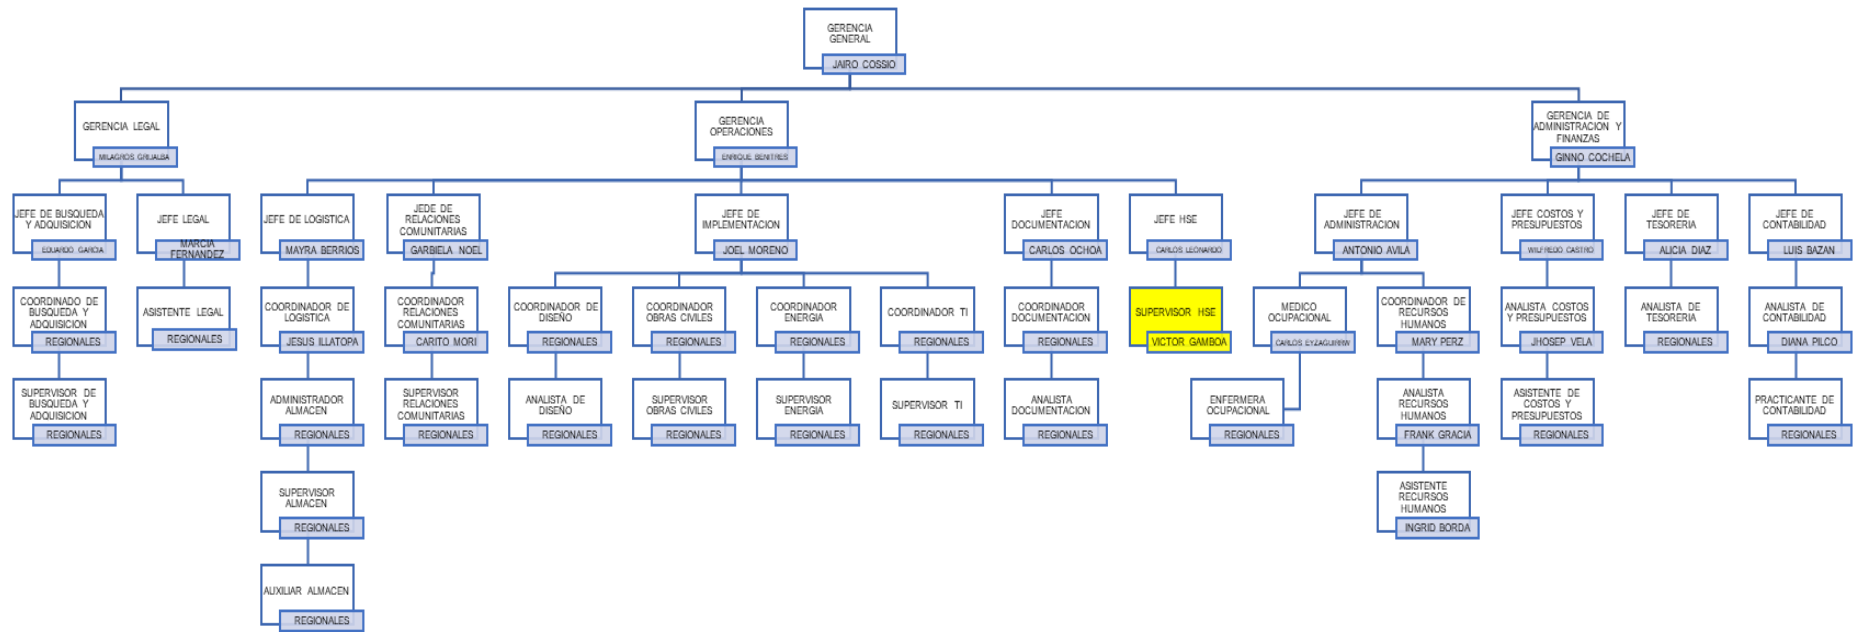 GERENCIA
GENERAL
JAIRO COSSIO
GERENCIA LEGAL
MILAGROS GRIJALBA
GERENCIA
OPERACIONES
ENRIQUE BENITRES
GERENCIA DE
ADMINISTRACION Y
FINANZAS
GINNO COCHELA
JEFE DE BUSQUEDA
Y ADQUISICION
EDUARDO GARCIA
JEFE LEGAL
MARCIA
FERNANDEZ
JEFE DE LOGISTICA
MAYRA BERRIOS
JEDE DE
RELACIONES
COMUNITARIAS
GARBIELA NOEL
JEFE DE
IMPLEMENTACION
JOEL MORENO
JEFE
DOCUMENTACION
CARLOS OCHOA
JEFE HSE
CARLOS LEONARDO
JEFE DE
ADMINISTRACION
ANTONIO AVILA
JEFE COSTOS Y
PRESUPUESTOS
WILFREDO CASTRO
JEFE DE
TESORERIA
ALICIA DIAZ
JEFE DE
CONTABILIDAD
LUIS BAZAN
COORDINADO DE
BUSQUEDA Y
ADQUISICION
REGIONALES
ASISTENTE LEGAL
REGIONALES
COORDINADOR DE
LOGISTICA
JESUS ILLATOPA
COORDINADOR
RELACIONES
COMUNITARIAS
CARITO MORI
COORDINADOR DE
DISEÑO
REGIONALES
COORDINADOR
OBRAS CIVILES
REGIONALES
COORDINADOR
ENERGIA
REGIONALES
COORDINADOR TI
REGIONALES
COORDINADOR
DOCUMENTACION
REGIONALES
SUPERVISOR HSE
VICTOR GAMBOA
MEDICO
OCUPACIONAL
CARLOS EYZAGUIRRW
COORDINADOR DE
RECURSOS
HUMANOS
MARY PERZ
ANALISTA COSTOS
Y PRESUPUESTOS
JHOSEP VELA
ANALISTA DE
TESORERIA
REGIONALES
ANALISTA DE
CONTABILIDAD
DIANA PILCO
SUPERVISOR DE
BUSQUEDA Y
ADQUISICION
REGIONALES
ADMINISTRADOR
ALMACEN
REGIONALES
SUPERVISOR
RELACIONES
COMUNITARIAS
REGIONALES
ANALISTA DE
DISEÑO
REGIONALES
SUPERVISOR
OBRAS CIVILES
REGIONALES
SUPERVISOR
ENERGIA
REGIONALES
SUPERVISOR TI
REGIONALES
ANALISTA
DOCUMENTACION
REGIONALES
ENFERMERA
OCUPACIONAL
REGIONALES
ANALISTA
RECURSOS
HUMANOS
FRANK GRACIA
ASISTENTE DE
COSTOS Y
PRESUPUESTOS
REGIONALES
PRACTICANTE DE
CONTABILIDAD
REGIONALES
SUPERVISOR
ALMACEN
REGIONALES
ASISTENTE
RECURSOS
HUMANOS
INGRID BORDA
AUXILIAR ALMACEN
REGIONALES